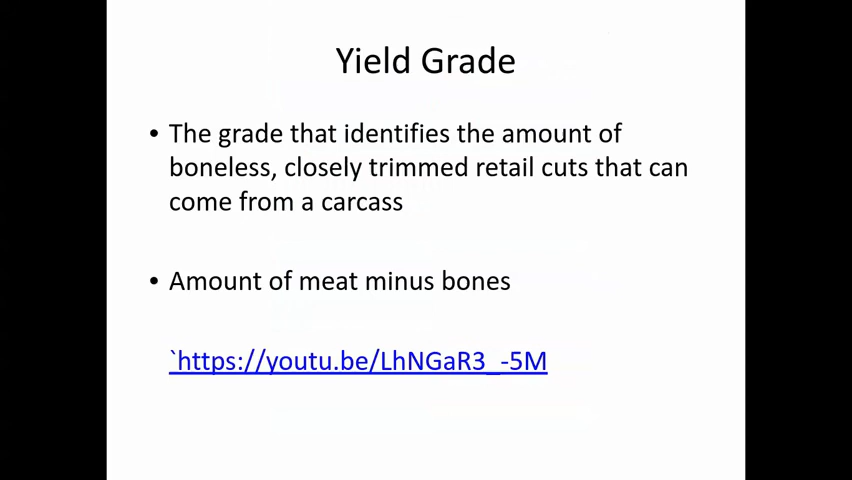 Yield Grade
• The grade that identifies the amount of
boneless, closely trimmed retail cuts that can
come from a carcass
• Amount of meat minus bones
`https://youtu.be/LhNGaR3_-5M